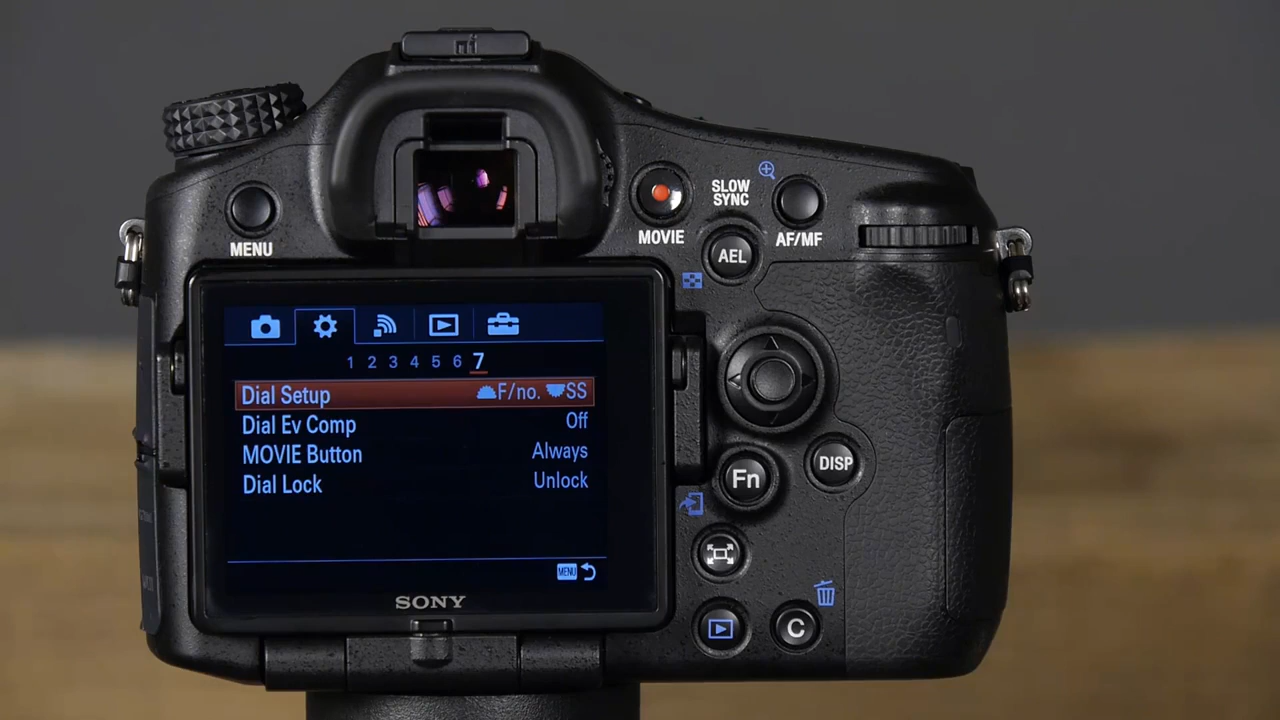 MENU
MOVIE
SLOW
SYNC
AEL
AF/MF
1 2 3 4 5 6 7
Dial Setup F/no. SS
Dial Ev Comp Off
MOVIE Button Always
Dial Lock Unlock
MENU
SONY
Fn
DISP
C